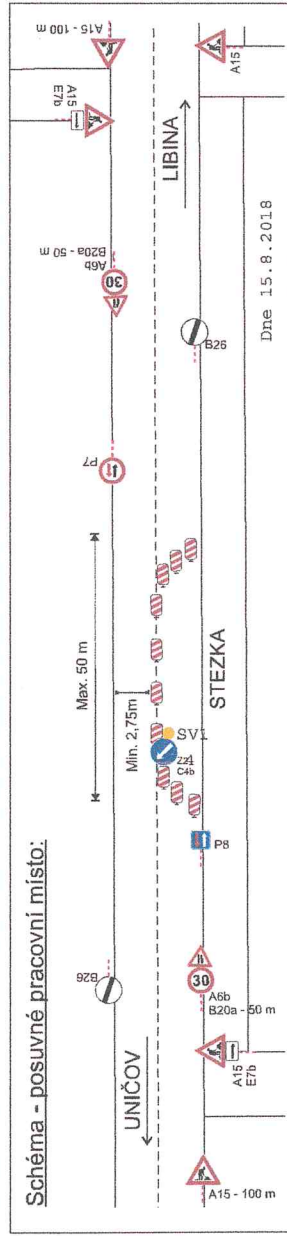 Schéma - posuvné pracovní místo:
A15 - 100 m
A15
E7b
A6b
B20a - 50 m
30
P7
Max. 50 m
Min. 2,75m
B26
UNIČOV
LIBINA
B26
A15
SV1
Z4
C4b
P8
STEZKA
30
A6b
B20a - 50 m
A15
E7b
A15 - 100 m
Dne 15.8.2018